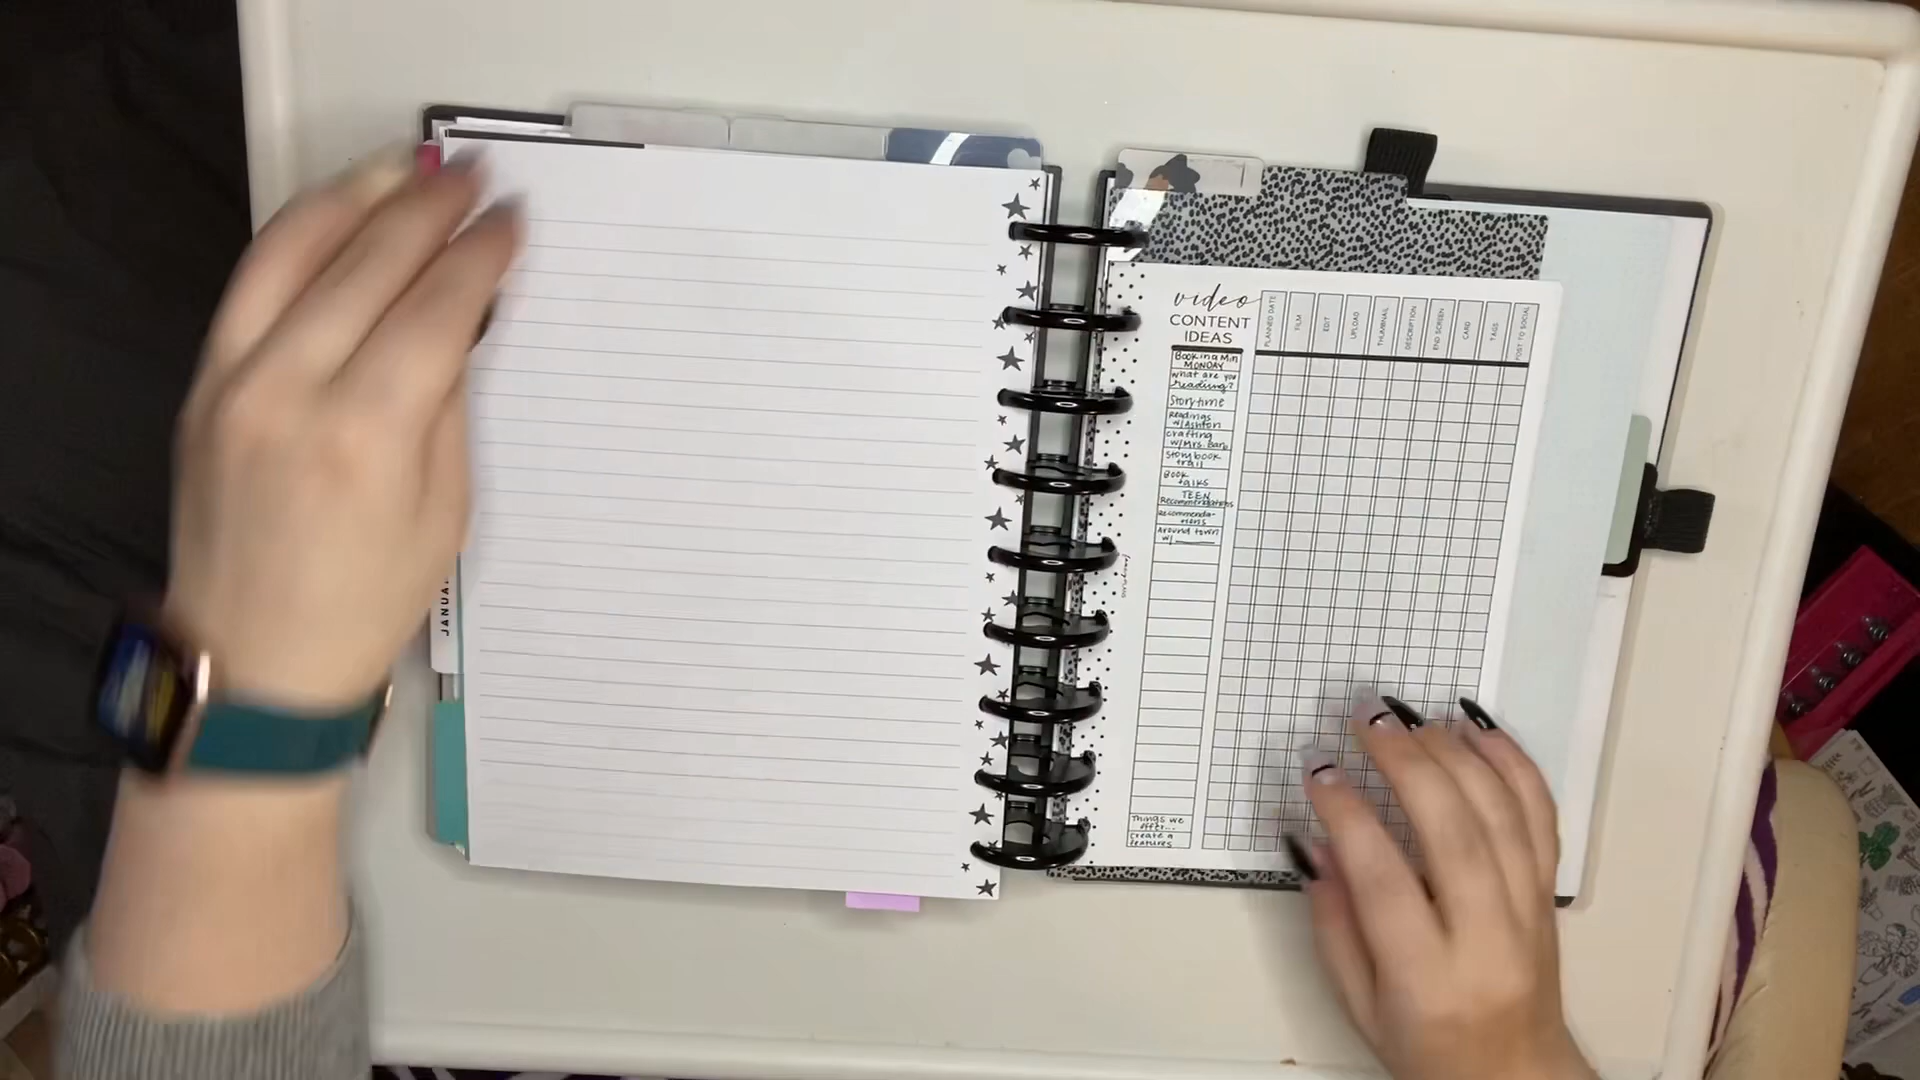 JANUA
video
CONTENT
IDEAS
PLANNED DATE
FILM
EDIT
UPLOAD
THUMBNAIL
DESCRIPTION
END SCREEN
CARD
TAGS
POST TO SOCIAL
Book in a Min
MONDAY
what are you
reading?
Storytime
Readings
w/Ashton
crafting
w/Mrs. Barb
Storybook
trail
Book
talks
TEEN
Recommendations
recommenda-
tions
around town
w/
Things we
offer...
create a
features